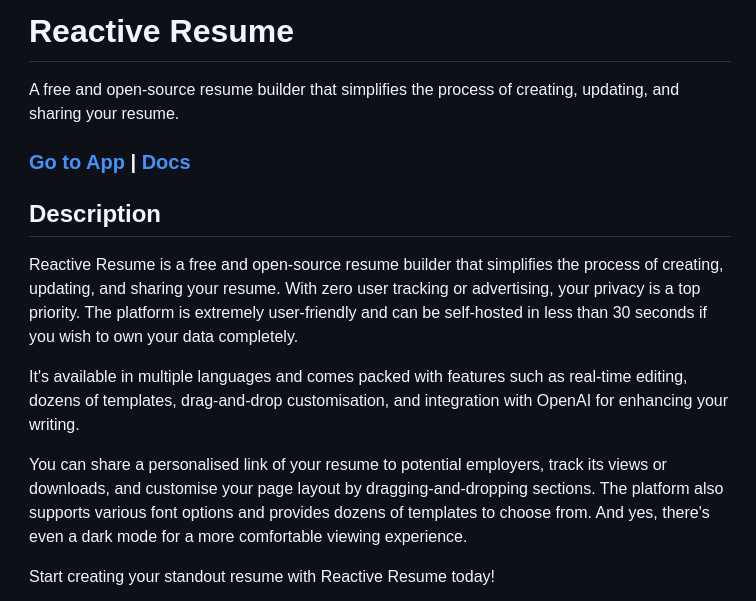 Reactive Resume
A free and open-source resume builder that simplifies the process of creating, updating, and
sharing your resume.
Go to App | Docs
Description
Reactive Resume is a free and open-source resume builder that simplifies the process of creating,
updating, and sharing your resume. With zero user tracking or advertising, your privacy is a top
priority. The platform is extremely user-friendly and can be self-hosted in less than 30 seconds if
you wish to own your data completely.
It's available in multiple languages and comes packed with features such as real-time editing,
dozens of templates, drag-and-drop customisation, and integration with OpenAI for enhancing your
writing.
You can share a personalised link of your resume to potential employers, track its views or
downloads, and customise your page layout by dragging-and-dropping sections. The platform also
supports various font options and provides dozens of templates to choose from. And yes, there's
even a dark mode for a more comfortable viewing experience.
Start creating your standout resume with Reactive Resume today!